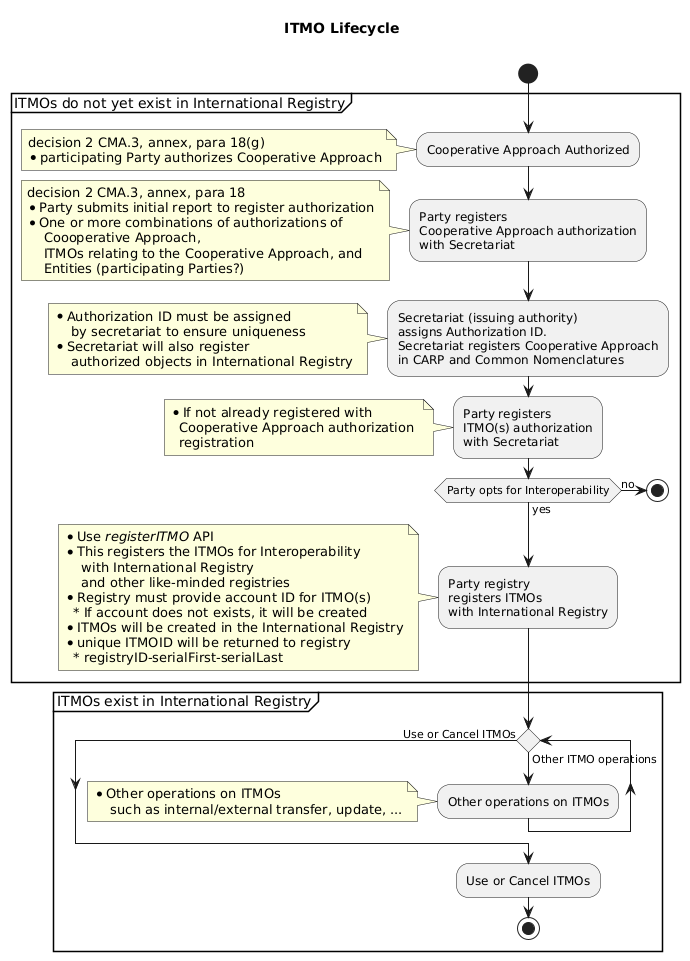 ITMO Lifecycle
ITMOs do not yet exist in International Registry
decision 2 CMA.3, annex, para 18(g)
• participating Party authorizes Cooperative Approach
Cooperative Approach Authorized
decision 2 CMA.3, annex, para 18
• Party submits initial report to register authorization
• One or more combinations of authorizations of
Coooperative Approach,
ITMOs relating to the Cooperative Approach, and
Entities (participating Parties?)
Party registers
Cooperative Approach authorization
with Secretariat
• Authorization ID must be assigned
by secretariat to ensure uniqueness
• Secretariat will also register
authorized objects in International Registry
Secretariat (issuing authority)
assigns Authorization ID.
Secretariat registers Cooperative Approach
in CARP and Common Nomenclatures
• If not already registered with
Cooperative Approach authorization
registration
Party registers
ITMO(s) authorization
with Secretariat
Party opts for Interoperability
no
yes
• Use registerITMO API
• This registers the ITMOs for Interoperability
with International Registry
and other like-minded registries
• Registry must provide account ID for ITMO(s)
* If account does not exists, it will be created
• ITMOs will be created in the International Registry
• unique ITMOID will be returned to registry
* registryID-serialFirst-serialLast
Party registry
registers ITMOs
with International Registry
ITMOs exist in International Registry
Use or Cancel ITMOs
Other ITMO operations
• Other operations on ITMOs
such as internal/external transfer, update, ...
Other operations on ITMOs
Use or Cancel ITMOs